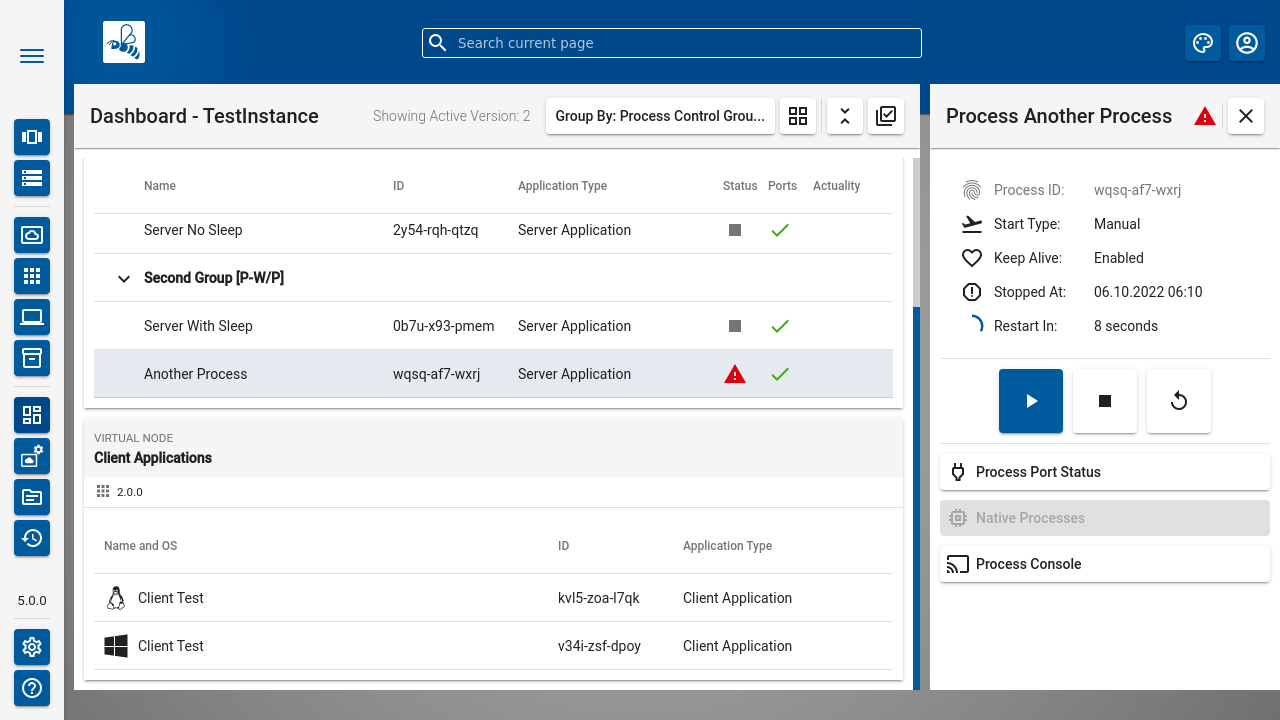 Search current page
Dashboard - TestInstance
Showing Active Version: 2
Group By: Process Control Grou...
Process Another Process
Name ID Application Type Status Ports Actuality
Server No Sleep 2y54-rqh-qtzq Server Application
Second Group [P-W/P]
Server With Sleep 0b7u-x93-pmem Server Application
Another Process wqsq-af7-wxrj Server Application
VIRTUAL NODE
Client Applications
2.0.0
Name and OS ID Application Type
Client Test kvl5-zoa-l7qk Client Application
Client Test v34i-zsf-dpoy Client Application
Process ID: wqsq-af7-wxrj
Start Type: Manual
Keep Alive: Enabled
Stopped At: 06.10.2022 06:10
Restart In: 8 seconds
Process Port Status
Native Processes
Process Console
5.0.0